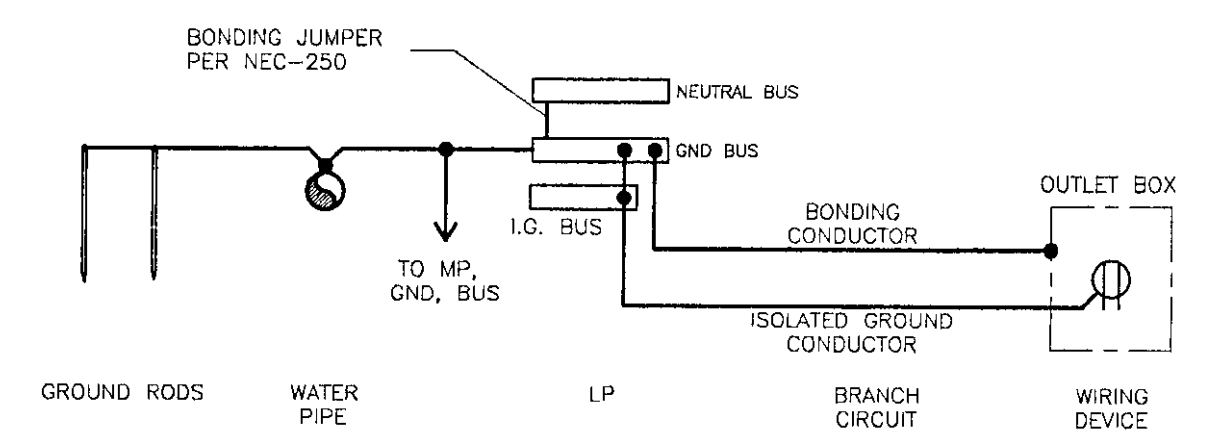 BONDING JUMPER
PER NEC-250
NEUTRAL BUS
GND BUS
I.G. BUS
OUTLET BOX
BONDING
CONDUCTOR
TO MP,
GND, BUS
ISOLATED GROUND
CONDUCTOR
GROUND RODS
WATER
PIPE
LP
BRANCH
CIRCUIT
WIRING
DEVICE